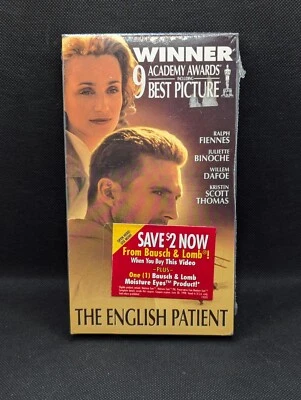 WINNER
9 ACADEMY AWARDS®
INCLUDING
BEST PICTURE
RALPH
FIENNES
JULIETTE
BINOCHE
WILLEM
DAFOE
KRISTIN
SCOTT
THOMAS
SAVE $2 NOW
From Bausch & Lomb®!
When You Buy This Video
-PLUS-
One (1) Bausch & Lomb
Moisture Eyes™ Product!*
THE ENGLISH PATIENT